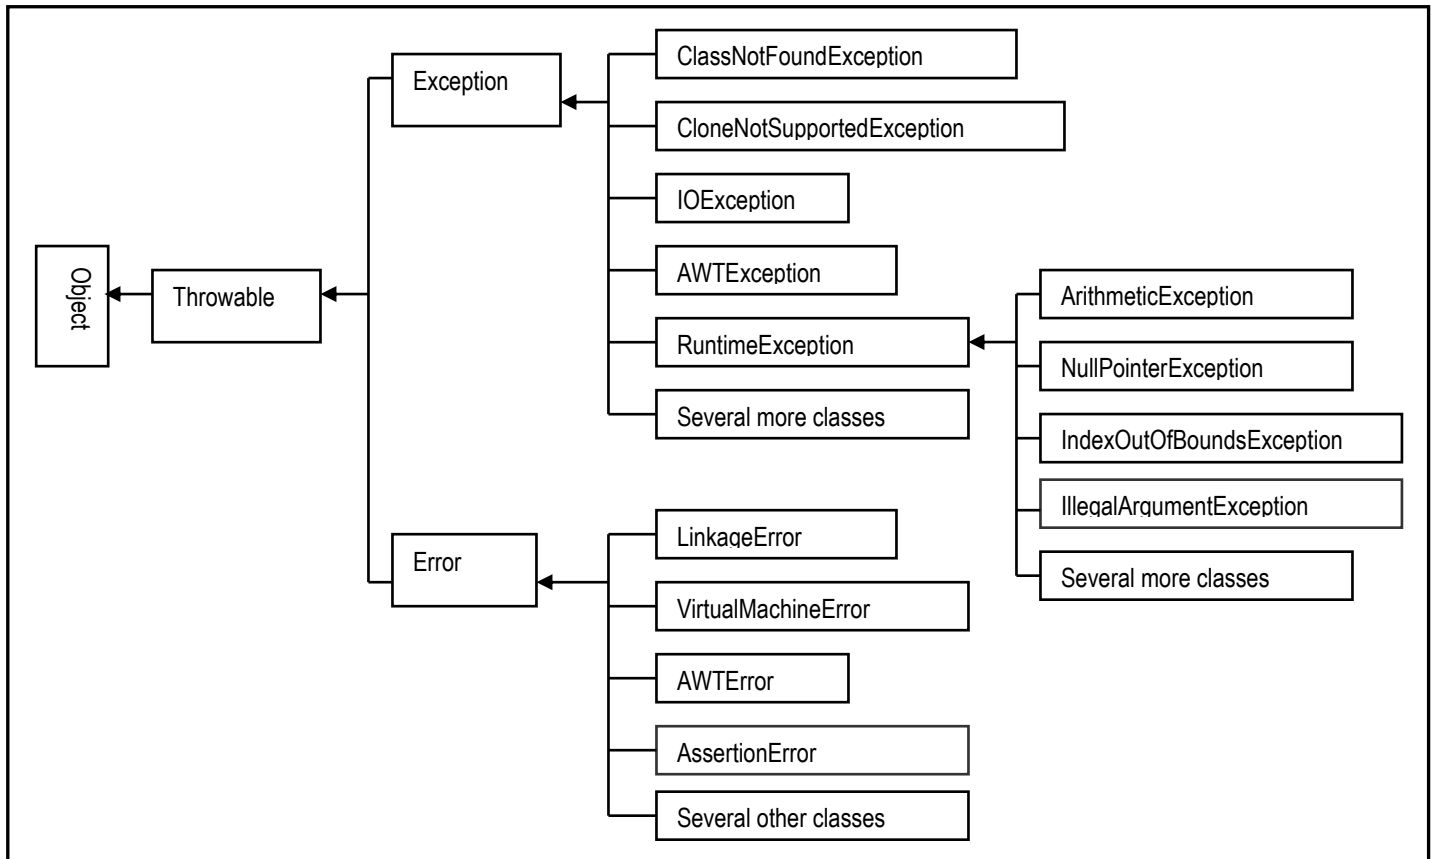 Object
Throwable
Exception
ClassNotFoundException
CloneNotSupportedException
IOException
AWTException
RuntimeException
Several more classes
ArithmeticException
NullPointerException
IndexOutOfBoundsException
IllegalArgumentException
Several more classes
Error
LinkageError
VirtualMachineError
AWTError
AssertionError
Several other classes